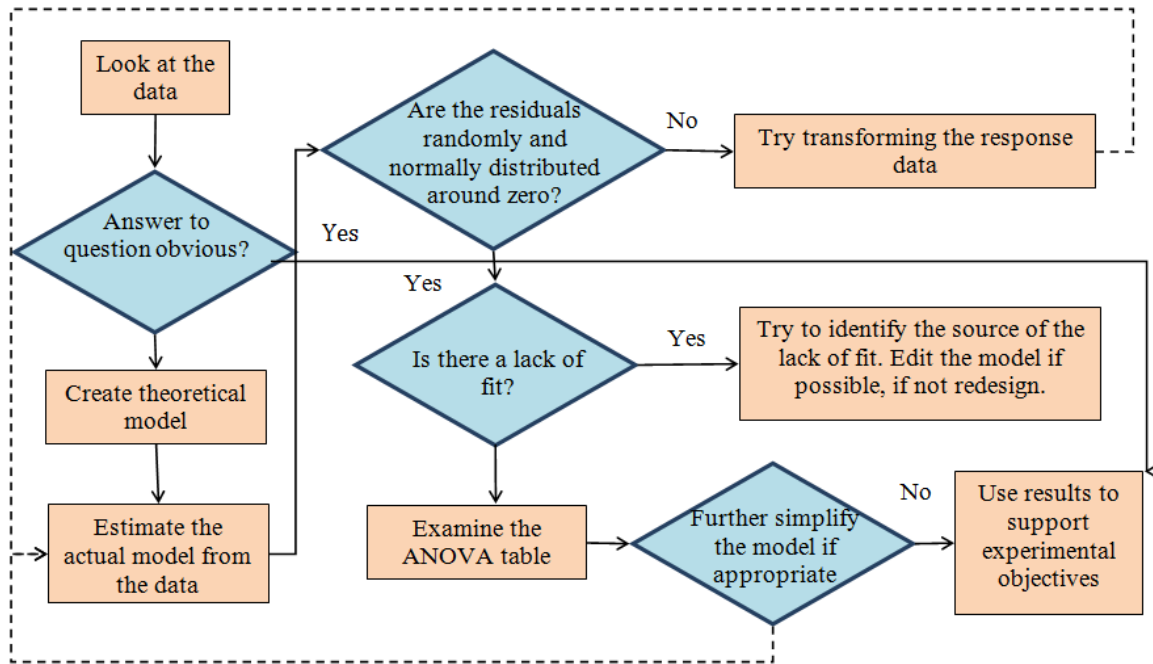 Look at the
data
Answer to
question obvious?
Yes
Create theoretical
model
Estimate the
actual model from
the data
Are the residuals
randomly and
normally distributed
around zero?
No
Try transforming the response
data
Yes
Is there a lack of
fit?
Yes
Try to identify the source of the
lack of fit. Edit the model if
possible, if not redesign.
Examine the
ANOVA table
Further simplify
the model if
appropriate
No
Use results to
support
experimental
objectives